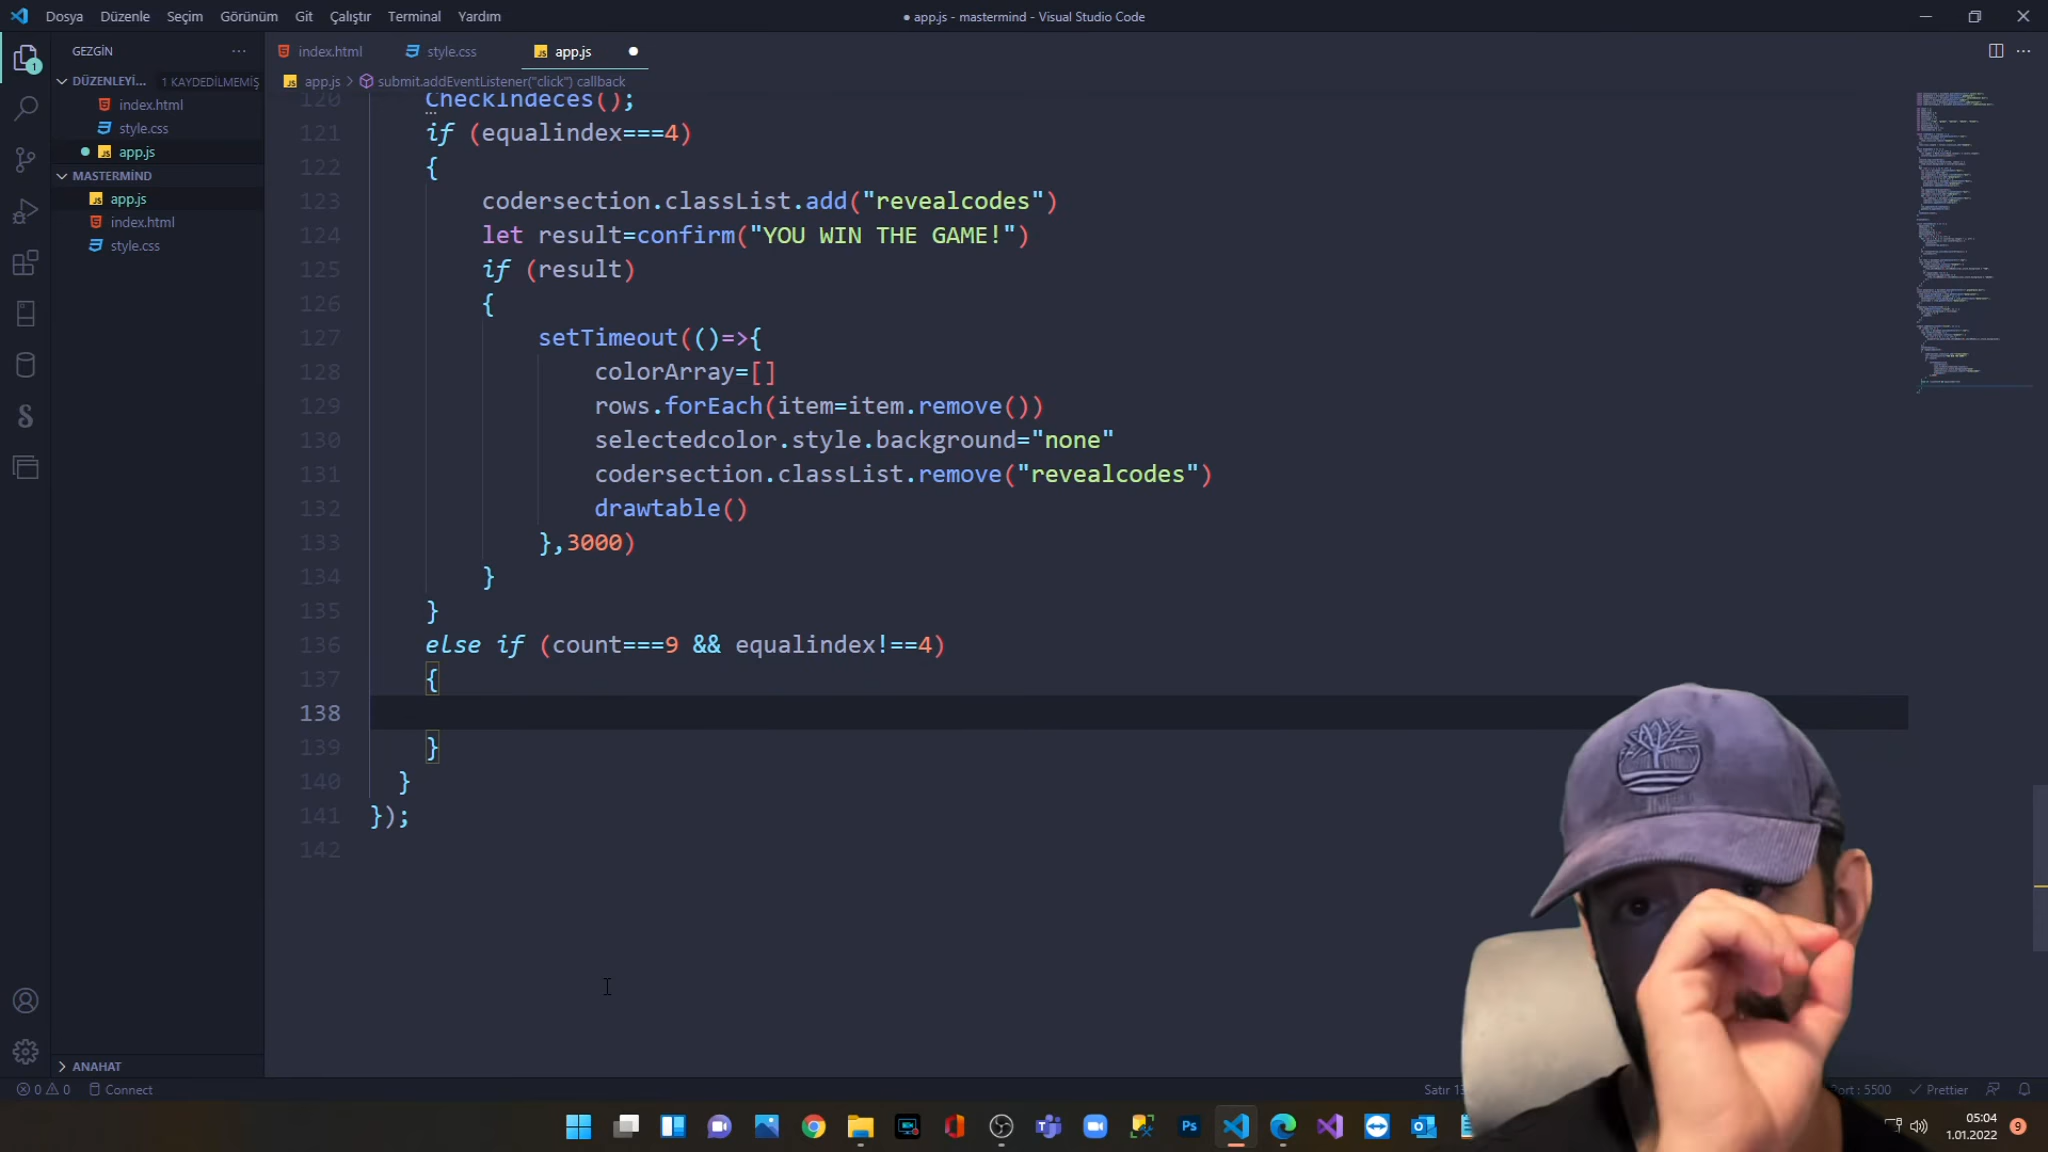 Dosya Düzenle Seçim Görünüm Git Çalıştır Terminal Yardım
● app.js - mastermind - Visual Studio Code
GEZGİN ···
index.html
style.css
app.js ●
DÜZENLEYİ... 1 KAYDEDİLMEMİŞ
index.html
style.css
app.js
MASTERMIND
app.js
index.html
style.css
ANAHAT
app.js > submit.addEventListener("click") callback
120 CheckIndeces();
121 if (equalindex===4)
122 {
123 codersection.classList.add("revealcodes")
124 let result=confirm("YOU WIN THE GAME!")
125 if (result)
126 {
127 setTimeout(()=>{
128 colorArray=[]
129 rows.forEach(item=item.remove())
130 selectedcolor.style.background="none"
131 codersection.classList.remove("revealcodes")
132 drawtable()
133 },3000)
134 }
135 }
136 else if (count===9 && equalindex!==4)
137 {
138
139 }
140 }
141 });
142
0 0 Connect
Satır
Port : 5500 Prettier
05:04
1.01.2022
9